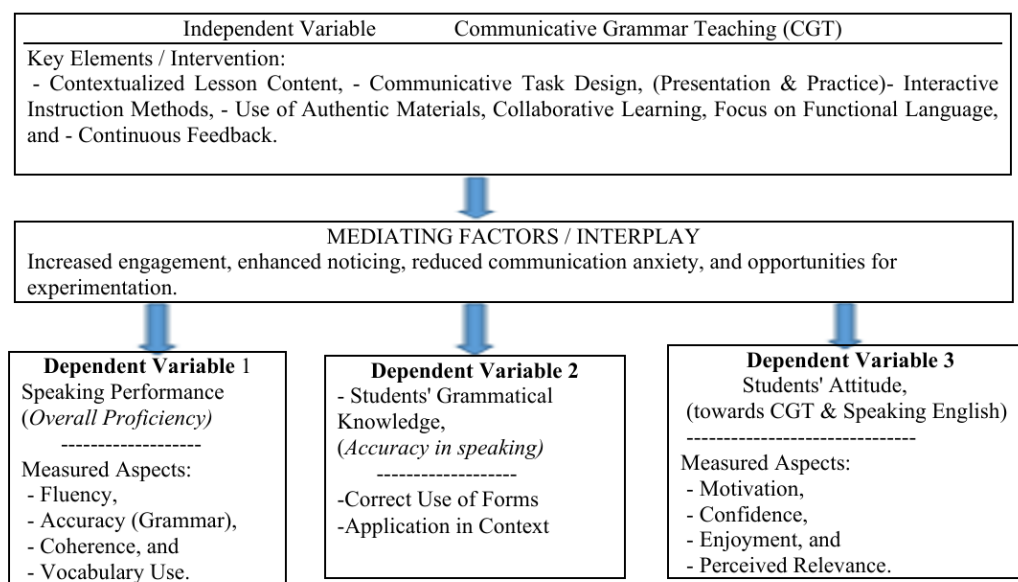 Independent Variable Communicative Grammar Teaching (CGT)
Key Elements / Intervention:
- Contextualized Lesson Content, - Communicative Task Design, (Presentation & Practice)- Interactive
Instruction Methods, - Use of Authentic Materials, Collaborative Learning, Focus on Functional Language,
and - Continuous Feedback.
MEDIATING FACTORS / INTERPLAY
Increased engagement, enhanced noticing, reduced communication anxiety, and opportunities for
experimentation.
Dependent Variable 1
Speaking Performance
(Overall Proficiency)
-------------------
Measured Aspects:
- Fluency,
- Accuracy (Grammar),
- Coherence, and
- Vocabulary Use.
Dependent Variable 2
- Students' Grammatical
Knowledge,
(Accuracy in speaking)
-------------------
-Correct Use of Forms
-Application in Context
Dependent Variable 3
Students' Attitude,
(towards CGT & Speaking English)
-------------------------------
Measured Aspects:
- Motivation,
- Confidence,
- Enjoyment, and
- Perceived Relevance.